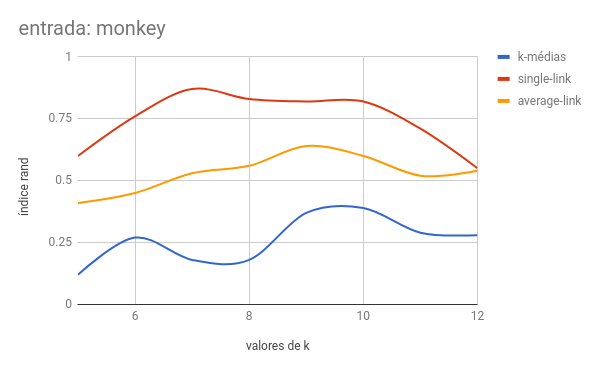 entrada: monkey
1
0.75
0.5
0.25
0
6
8
10
12
índice rand
valores de k
k-médias
single-link
average-link